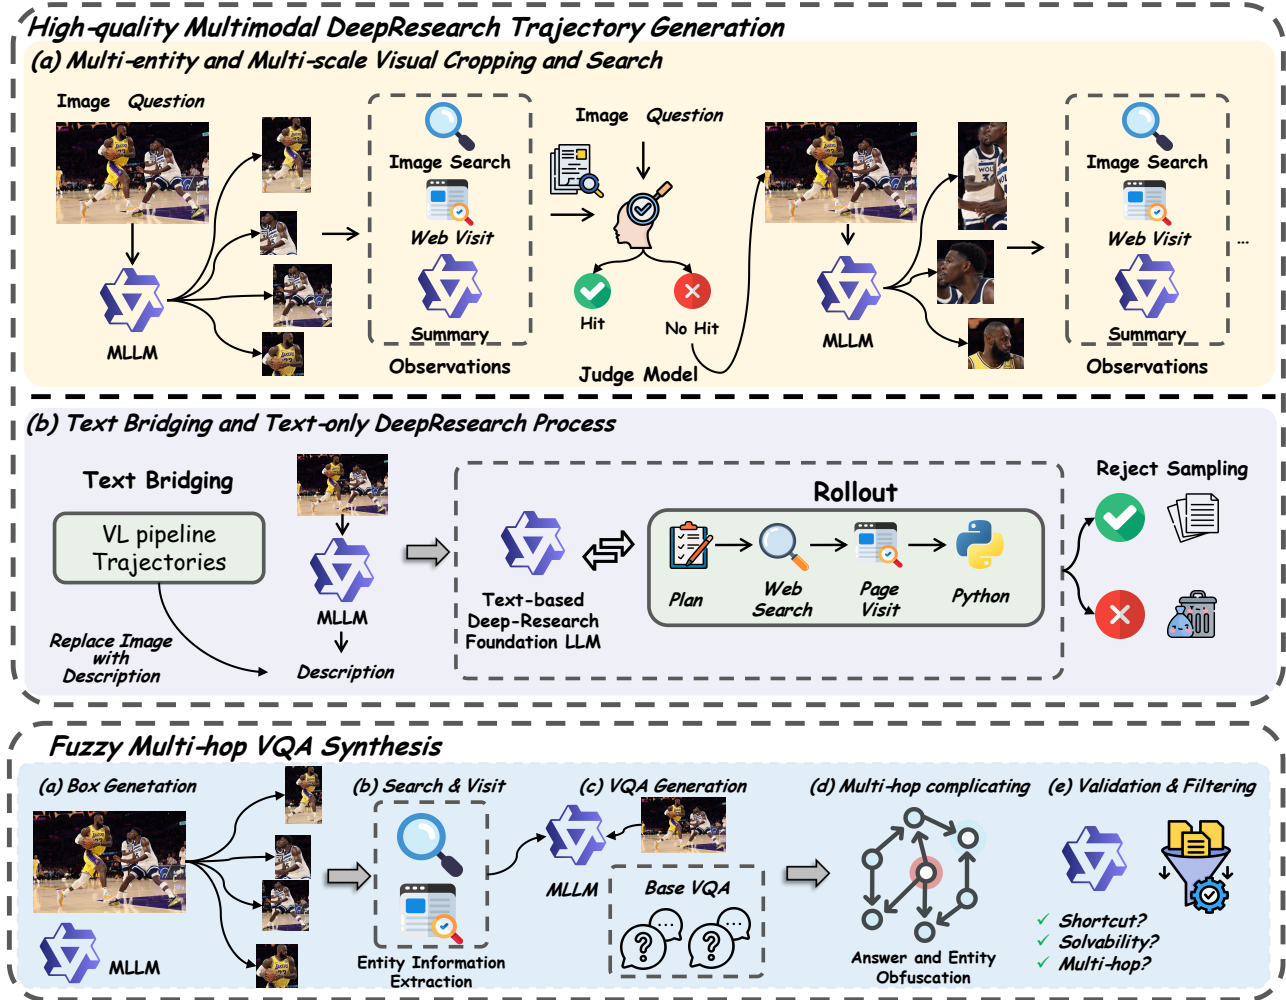 High-quality Multimodal DeepResearch Trajectory Generation
(a) Multi-entity and Multi-scale Visual Cropping and Search
Image Question
MLLM
Image Search
Web Visit
Summary
Observations
Image Question
Hit
No Hit
Judge Model
MLLM
Image Search
Web Visit
Summary
Observations
...
(b) Text Bridging and Text-only DeepResearch Process
Text Bridging
VL pipeline
Trajectories
Replace Image
with
Description
MLLM
Description
Text-based
Deep-Research
Foundation LLM
Rollout
Plan
Web
Search
Page
Visit
Python
Reject Sampling
Fuzzy Multi-hop VQA Synthesis
(a) Box Genetation
MLLM
(b) Search & Visit
Entity Information
Extraction
(c) VQA Generation
MLLM
Base VQA
(d) Multi-hop complicating
Answer and Entity
Obfuscation
(e) Validation & Filtering
Shortcut?
Solvability?
Multi-hop?